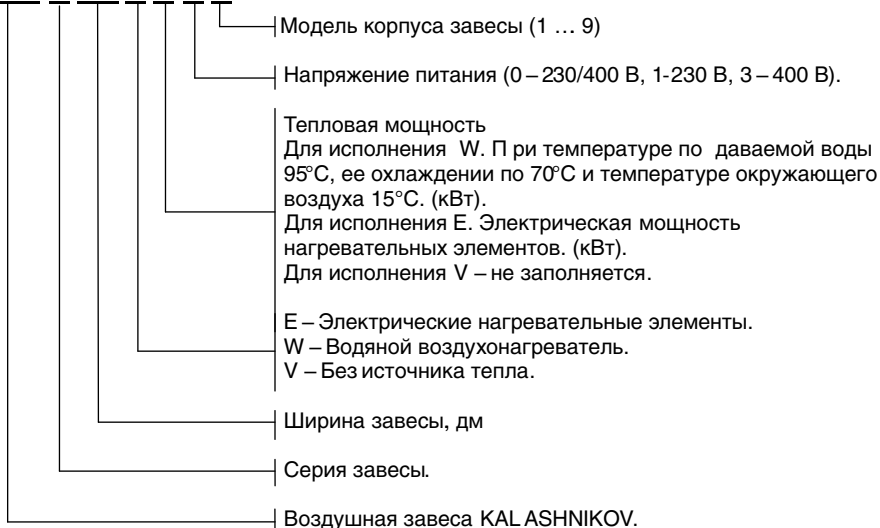 Модель корпуса завесы (1 … 9)
Напряжение питания (0 – 230/400 В, 1-230 В, 3 – 400 В).
Тепловая мощность
Для исполнения W. П ри температуре по даваемой воды
95°С, ее охлаждении по 70°С и температуре окружающего
воздуха 15°С. (кВт).
Для исполнения Е. Электрическая мощность
нагревательных элементов. (кВт).
Для исполнения V – не заполняется.
E – Электрические нагревательные элементы.
W – Водяной воздухонагреватель.
V – Без источника тепла.
Ширина завесы, дм
Серия завесы.
Воздушная завеса KALASHNIKOV.